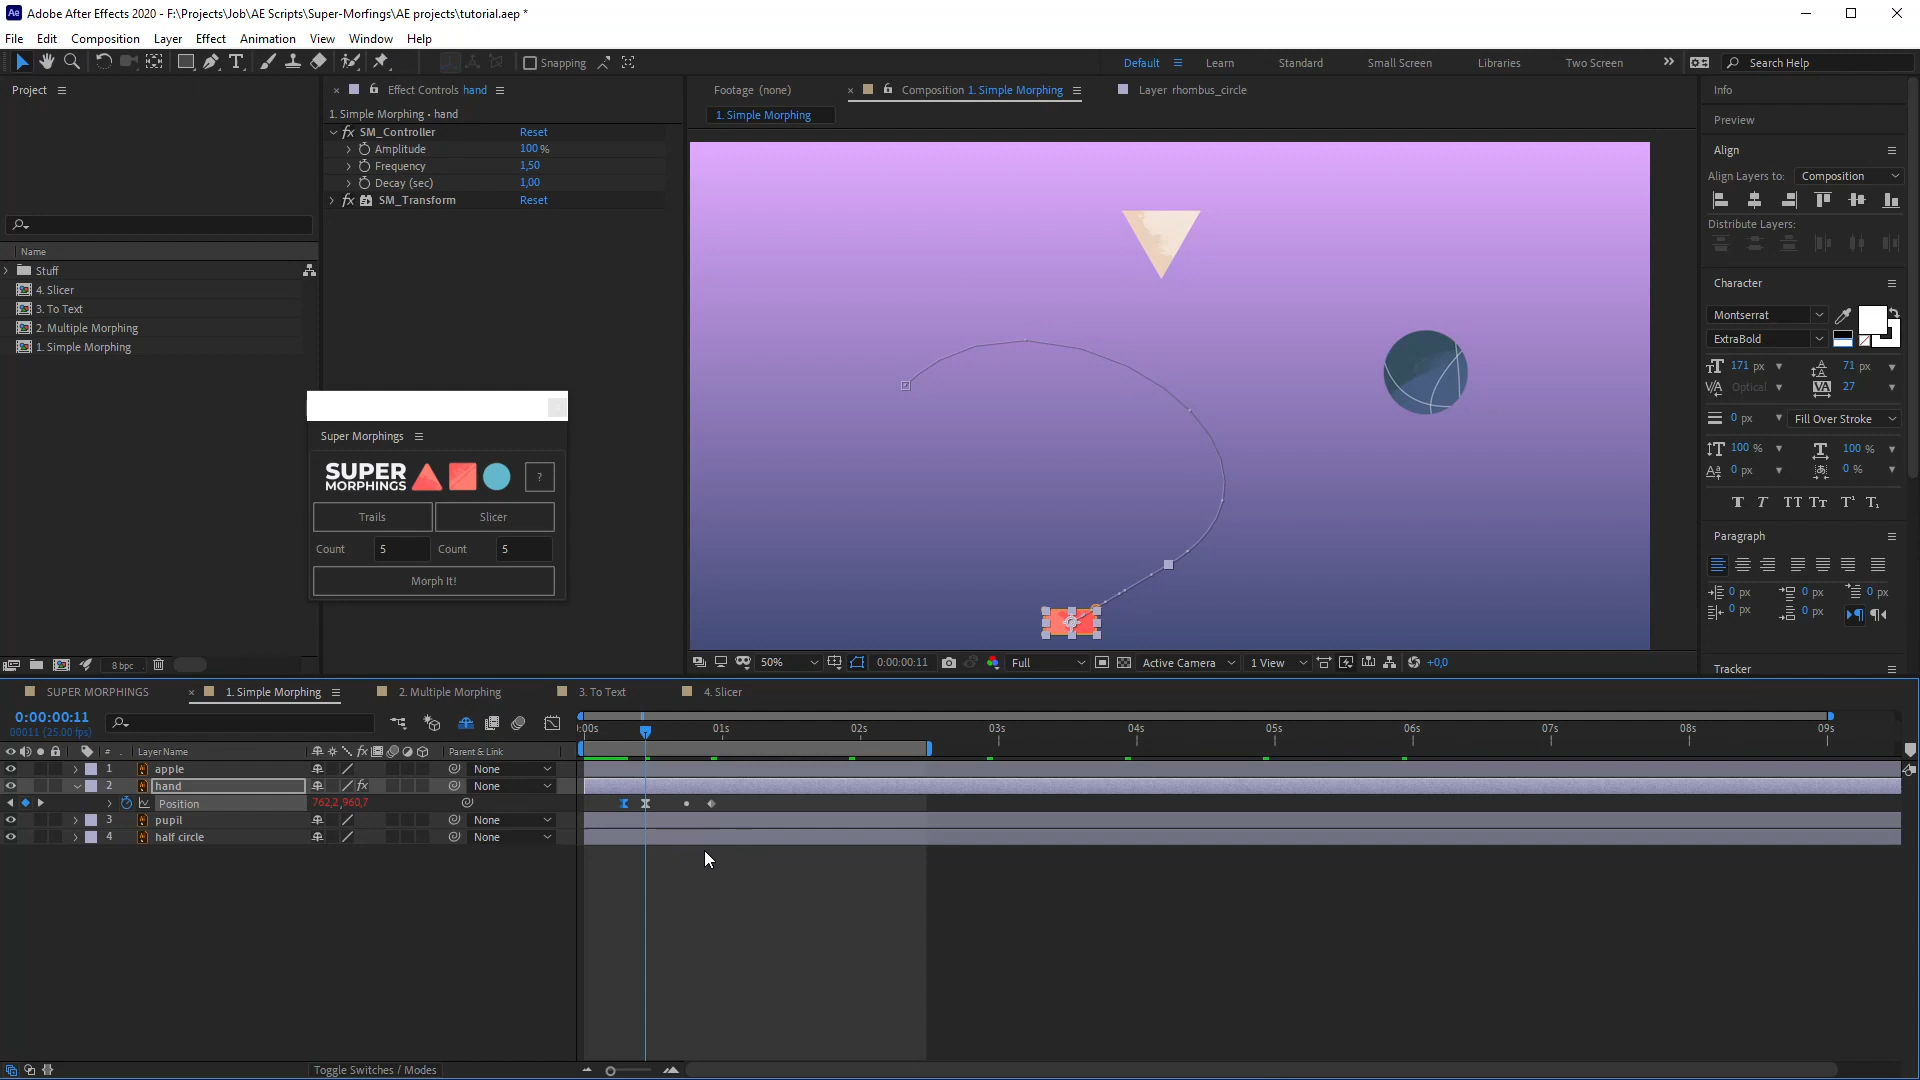 Adobe After Effects 2020 - F:\Projects\Job\AE Scripts\Super-Morfings\AE projects\tutorial.aep *
File Edit Composition Layer Effect Animation View Window Help
Snapping
Default Learn Standard Small Screen Libraries Two Screen Search Help
Project
Name
Stuff
4. Slicer
3. To Text
2. Multiple Morphing
1. Simple Morphing
8 bpc
Effect Controls hand
1. Simple Morphing • hand
fx SM_Controller Reset
Amplitude 100 %
Frequency 1,50
Decay (sec) 1,00
fx SM_Transform Reset
Super Morphings
SUPER
MORPHINGS
?
Trails Slicer
Count 5 Count 5
Morph It!
Footage (none) Composition 1. Simple Morphing Layer rhombus_circle
1. Simple Morphing
50% 0:00:00:11 Full Active Camera 1 View +0,0
Info
Preview
Align
Align Layers to: Composition
Distribute Layers:
Character
Montserrat
ExtraBold
171 px 71 px
Optical 27
0 px Fill Over Stroke
100 % 100 %
0 px 0 %
Paragraph
0 px 0 px 0 px
0 px 0 px
Tracker
SUPER MORPHINGS 1. Simple Morphing 2. Multiple Morphing 3. To Text 4. Slicer
0:00:00:11
00011 (25.00 fps)
:00s 01s 02s 03s 04s 05s 06s 07s 08s 09s
# Layer Name fx Parent & Link
1 apple None
2 hand fx None
Position 762,2,960,7
3 pupil None
4 half circle None
Toggle Switches / Modes